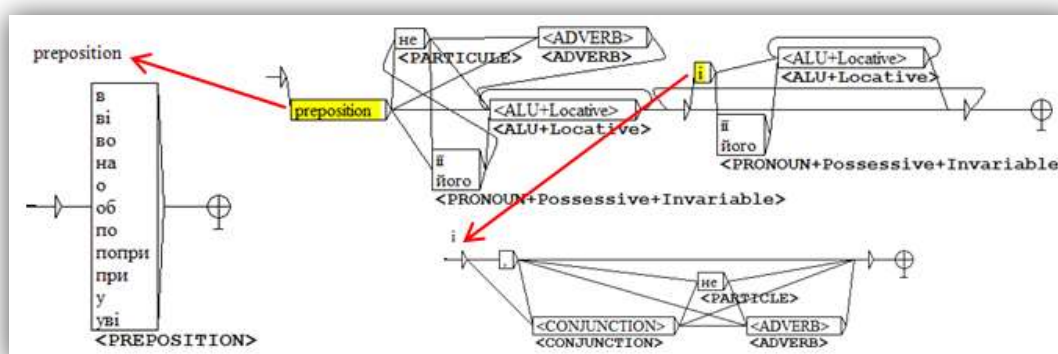 preposition
в
ві
во
на
о
об
по
попри
при
у
уві
<PREPOSITION>
preposition
не
<PARTICULE>
<ADVERB>
<ADVERB>
<ALU+Locative>
<ALU+Locative>
її
його
<PRONOUN+Possessive+Invariable>
і
<ALU+Locative>
<ALU+Locative>
її
його
<PRONOUN+Possessive+Invariable>
і
,
не
<PARTICLE>
<CONJUNCTION>
<CONJUNCTION>
<ADVERB>
<ADVERB>